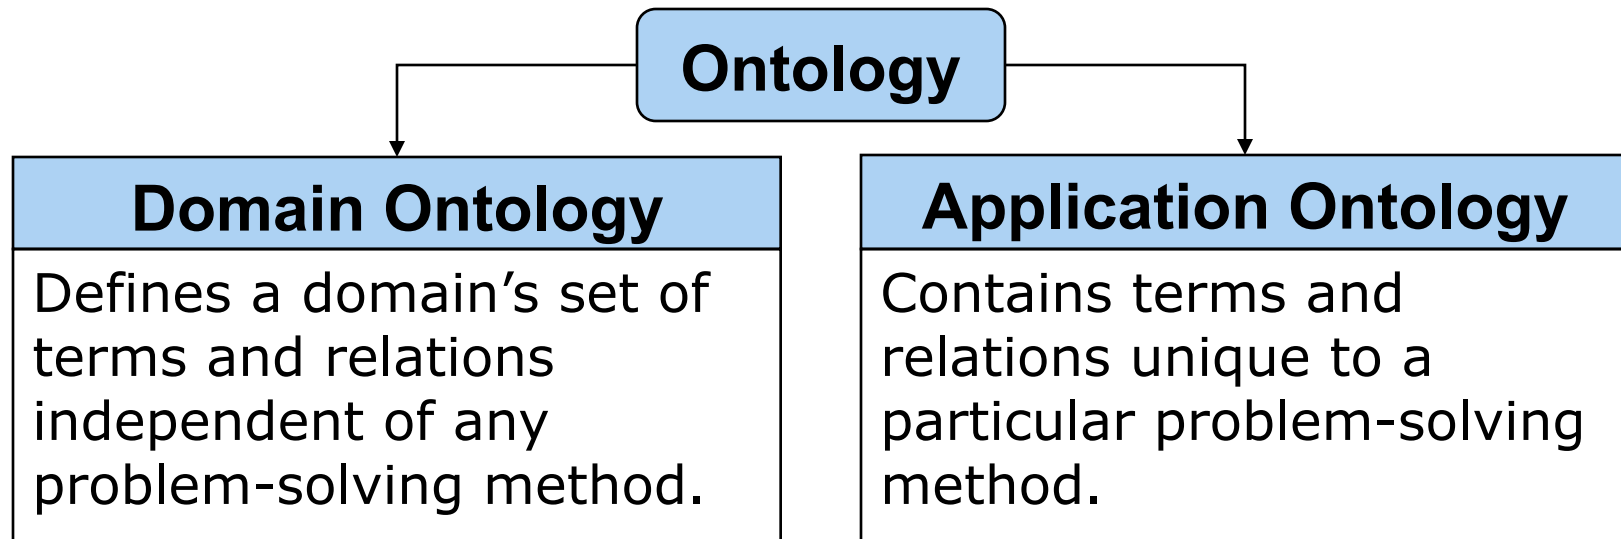 Ontology
Domain Ontology
Defines a domain’s set of
terms and relations
independent of any
problem-solving method.
Application Ontology
Contains terms and
relations unique to a
particular problem-solving
method.